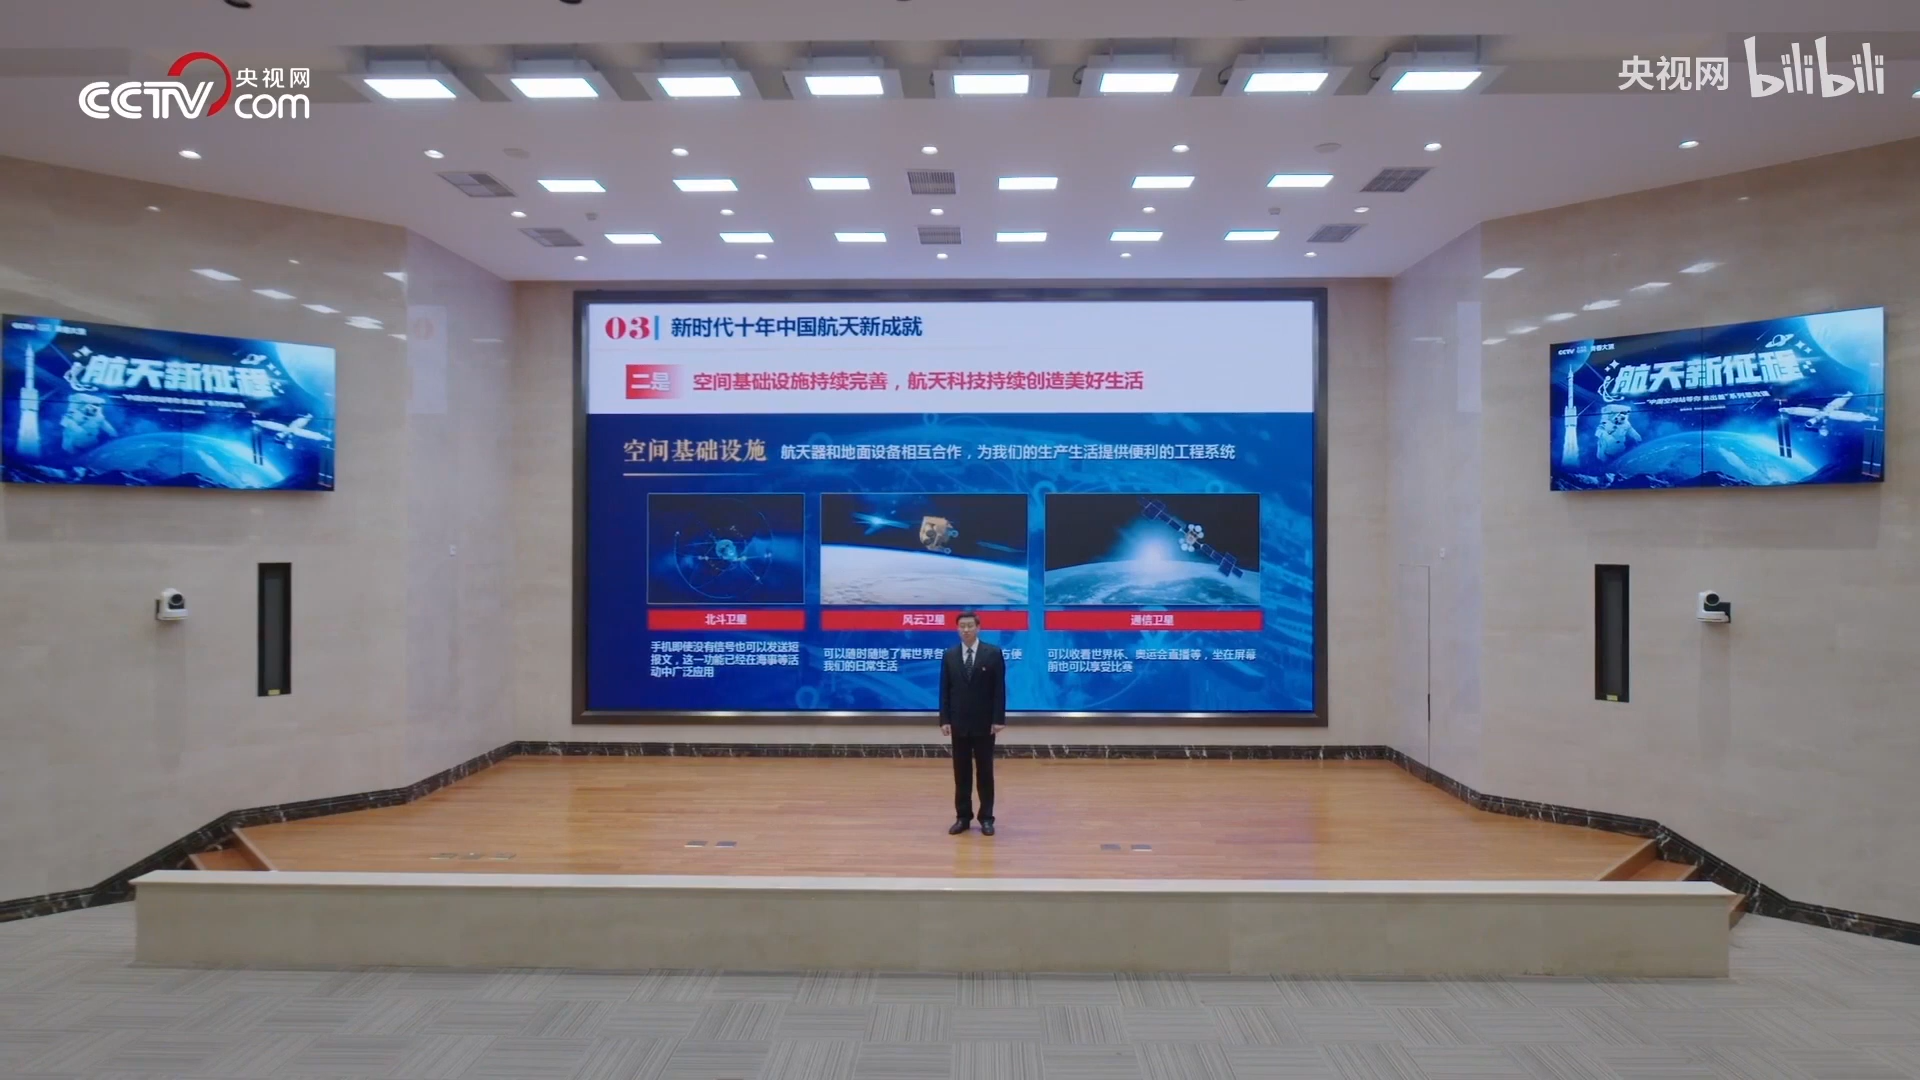 CCTV 央视网
com
央视网 bilibili
03 新时代十年中国航天新成就
二是 空间基础设施持续完善，航天科技持续创造美好生活
空间基础设施 航天器和地面设备相互合作，为我们的生产生活提供便利的工程系统
北斗卫星
手机即使没有信号也可以发送短
报文，这一功能已经在海事等活
动中广泛应用
风云卫星
可以随时随地了解世界各 方便
我们的日常生活
通信卫星
可以收看世界杯、奥运会直播等，坐在屏幕
前也可以享受比赛
航天新征程
航天新征程